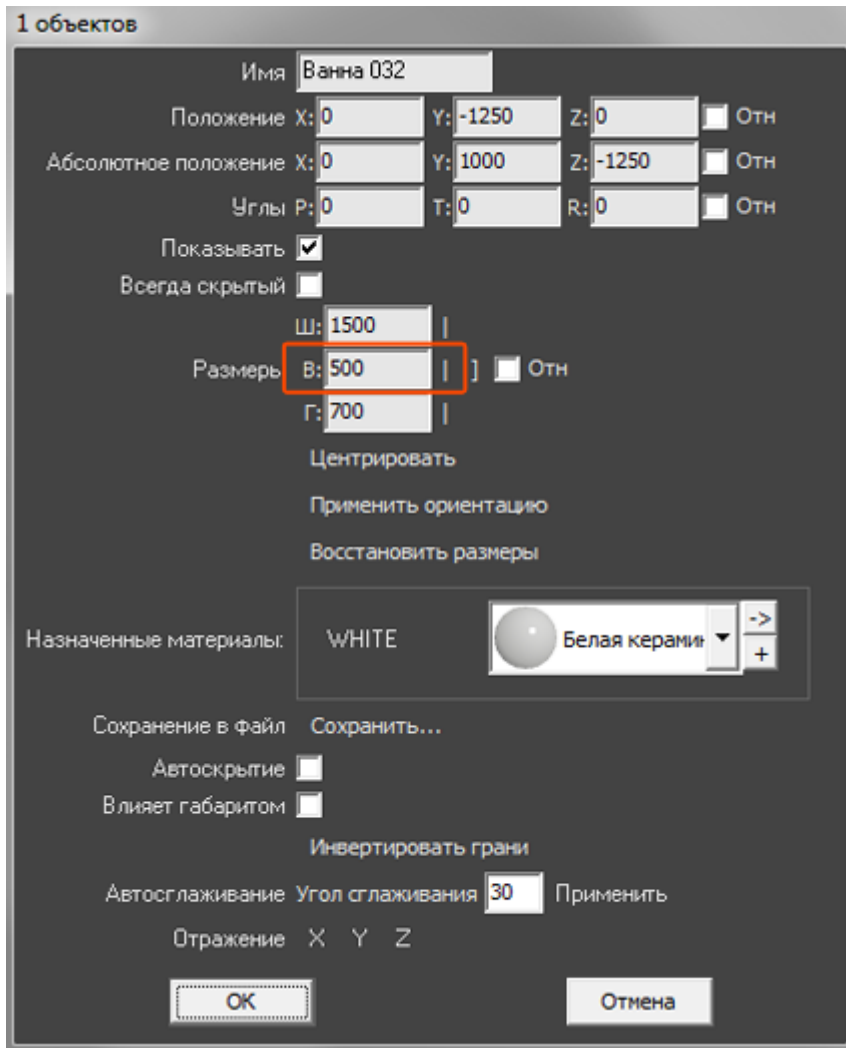 1 объектов
Имя Ванна 032
Положение X: 0 Y: -1250 Z: 0 Отн
Абсолютное положение X: 0 Y: 1000 Z: -1250 Отн
Углы P: 0 T: 0 R: 0 Отн
Показывать
Всегда скрытый
Ш: 1500 |
Размеры В: 500 | ] Отн
Г: 700 |
Центрировать
Применить ориентацию
Восстановить размеры
Назначенные материалы: WHITE Белая керами ->
+
Сохранение в файл Сохранить...
Автоскрытие
Влияет габаритом
Инвертировать грани
Автосглаживание Угол сглаживания 30 Применить
Отражение X Y Z
OK Отмена